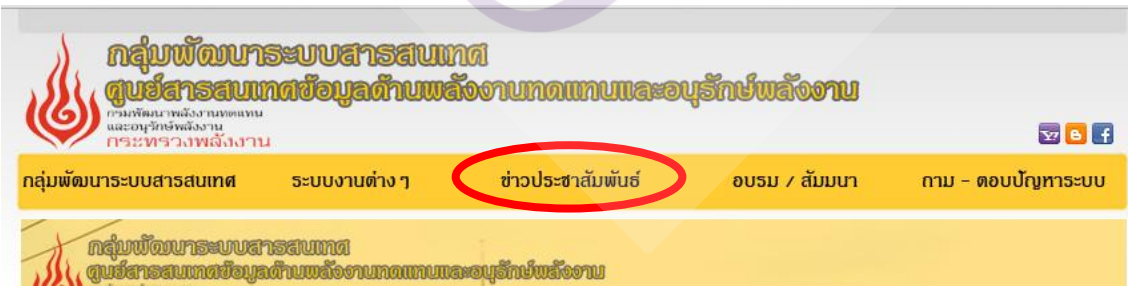 กลุ่มพัฒนาระบบสารสนเทศ
ศูนย์สารสนเทศข้อมูลด้านพลังงานทดแทนและอนุรักษ์พลังงาน
กรมพัฒนาพลังงานทดแทน
และอนุรักษ์พลังงาน
กระทรวงพลังงาน
กลุ่มพัฒนาระบบสารสนเทศ ระบบงานต่าง ๆ ข่าวประชาสัมพันธ์ อบรม / สัมมนา ถาม - ตอบปัญหาระบบ
กลุ่มพัฒนาระบบสารสนเทศ
ศูนย์สารสนเทศข้อมูลด้านพลังงานทดแทนและอนุรักษ์พลังงาน